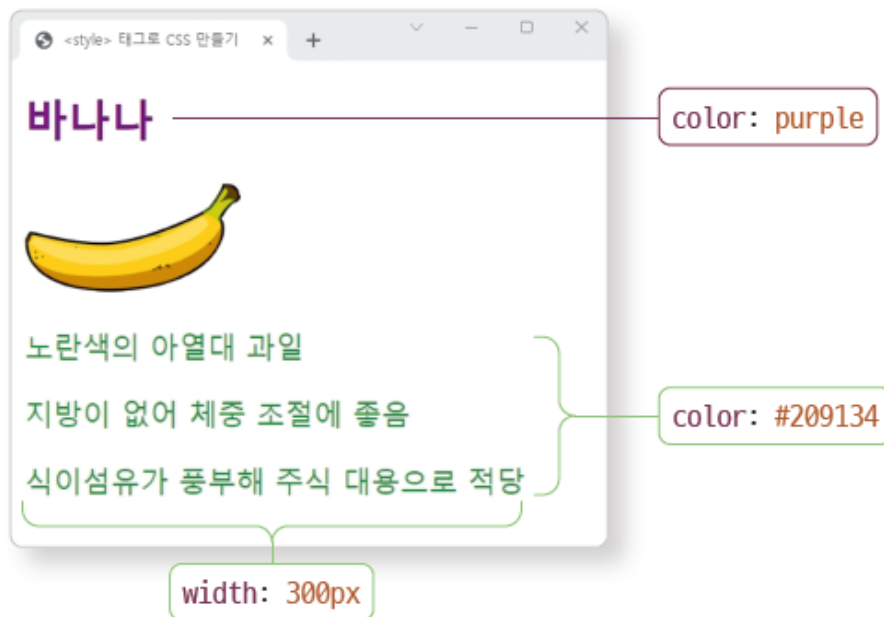 <style> 태그로 CSS 만들기
바나나
color: purple
노란색의 아열대 과일
지방이 없어 체중 조절에 좋음
color: #209134
식이섬유가 풍부해 주식 대용으로 적당
width: 300px